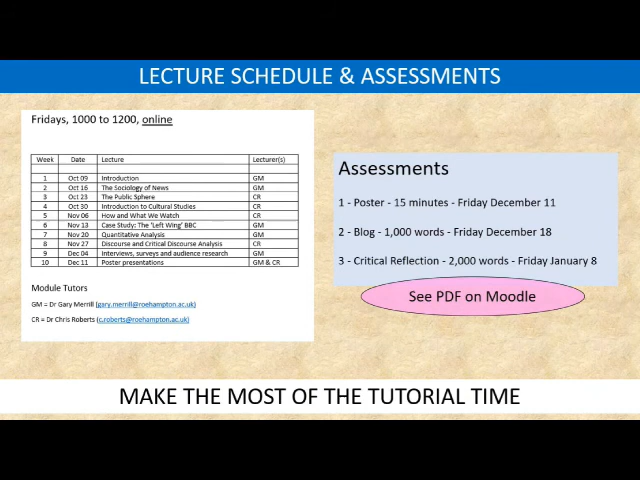 LECTURE SCHEDULE & ASSESSMENTS
Fridays, 1000 to 1200, online
Week Date Lecture Lecturer(s)
1 Oct 09 Introduction GM
2 Oct 16 The Sociology of News GM
3 Oct 23 The Public Sphere CR
4 Oct 30 Introduction to Cultural Studies CR
5 Nov 06 How and What We Watch CR
6 Nov 13 Case Study: The 'Left Wing' BBC GM
7 Nov 20 Quantitative Analysis GM
8 Nov 27 Discourse and Critical Discourse Analysis CR
9 Dec 04 Interviews, surveys and audience research GM
10 Dec 11 Poster presentations GM & CR
Module Tutors
GM = Dr Gary Merrill (gary.merrill@roehampton.ac.uk)
CR = Dr Chris Roberts (c.roberts@roehampton.ac.uk)
Assessments
1 - Poster - 15 minutes - Friday December 11
2 - Blog - 1,000 words - Friday December 18
3 - Critical Reflection - 2,000 words - Friday January 8
See PDF on Moodle
MAKE THE MOST OF THE TUTORIAL TIME